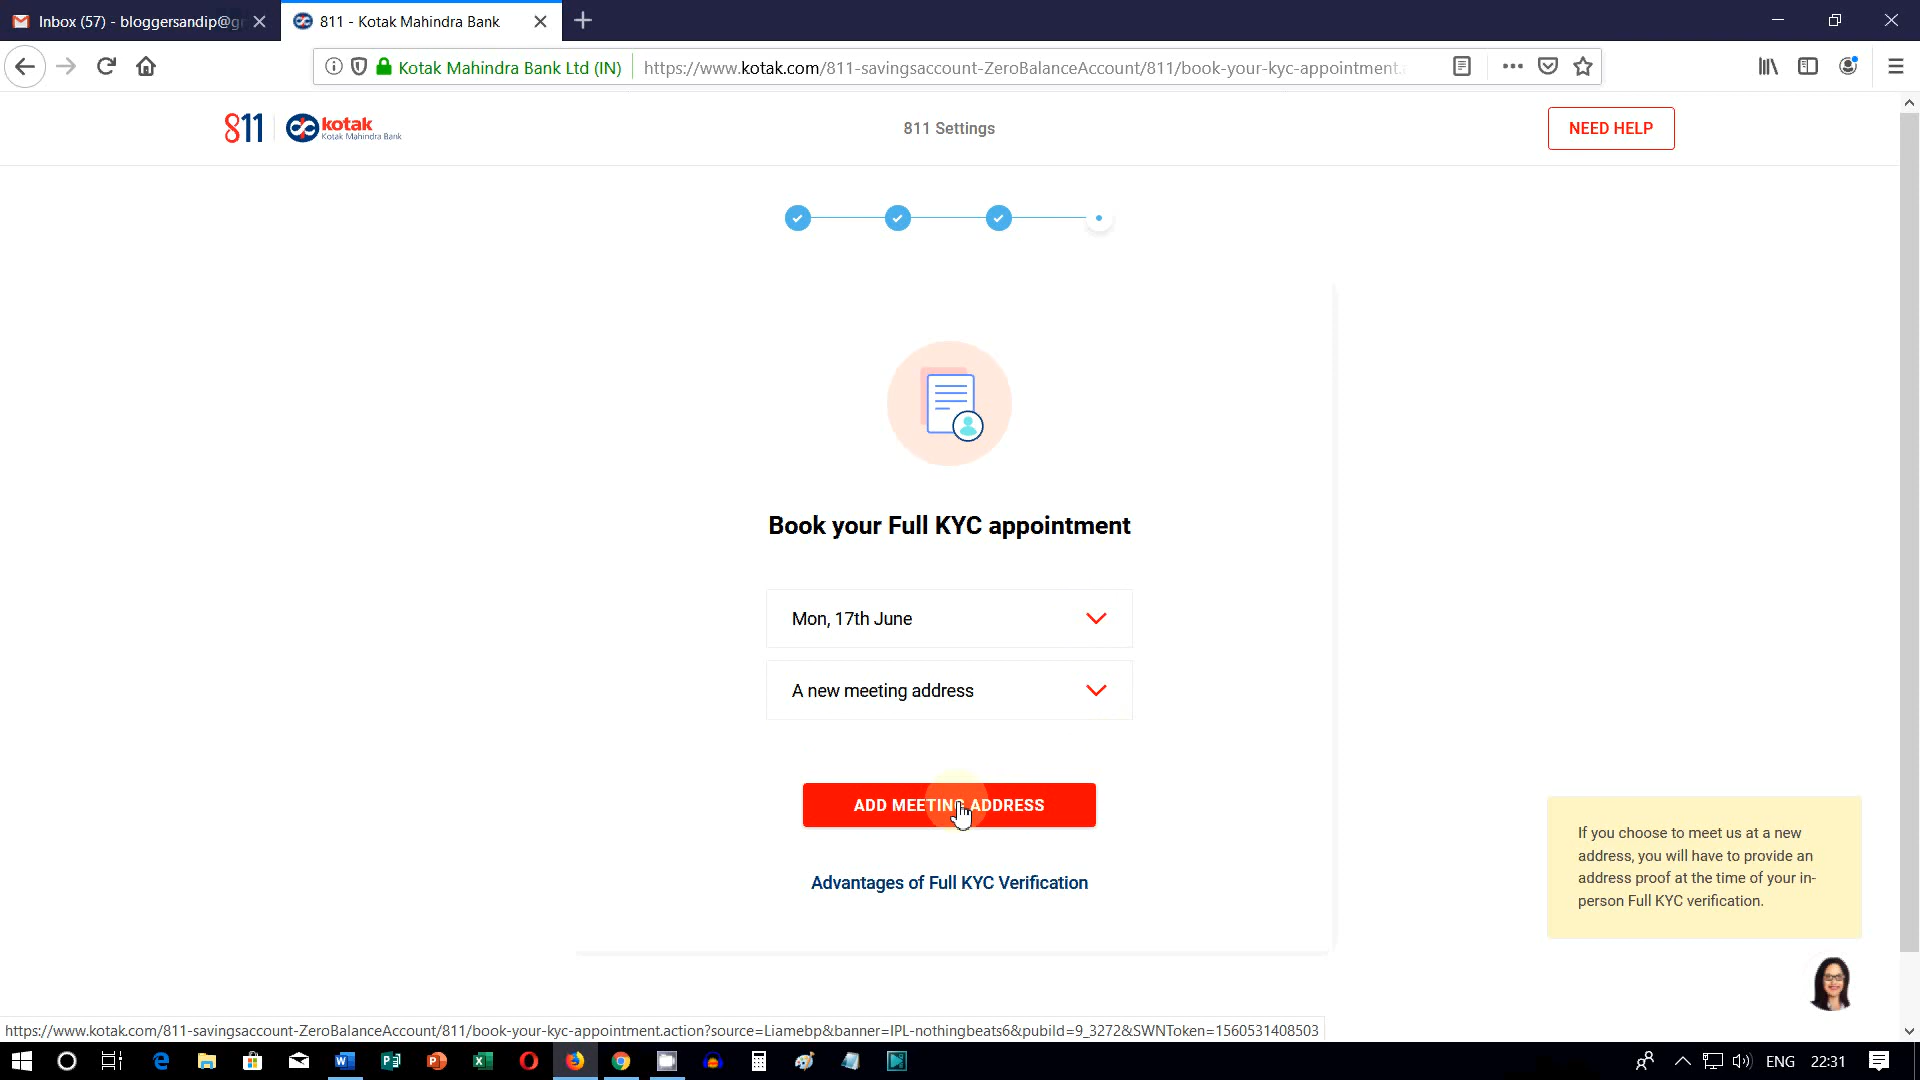 Inbox (57) - bloggersandip@g
811 - Kotak Mahindra Bank
Kotak Mahindra Bank Ltd (IN)
https://www.kotak.com/811-savingsaccount-ZeroBalanceAccount/811/book-your-kyc-appointment.
811
kotak
Kotak Mahindra Bank
811 Settings
NEED HELP
Book your Full KYC appointment
Mon, 17th June
A new meeting address
ADD MEETING ADDRESS
Advantages of Full KYC Verification
If you choose to meet us at a new
address, you will have to provide an
address proof at the time of your in-
person Full KYC verification.
https://www.kotak.com/811-savingsaccount-ZeroBalanceAccount/811/book-your-kyc-appointment.action?source=Liamebp&banner=IPL-nothingbeats6&pubild=9_3272&SWNToken=1560531408503
ENG
22:31